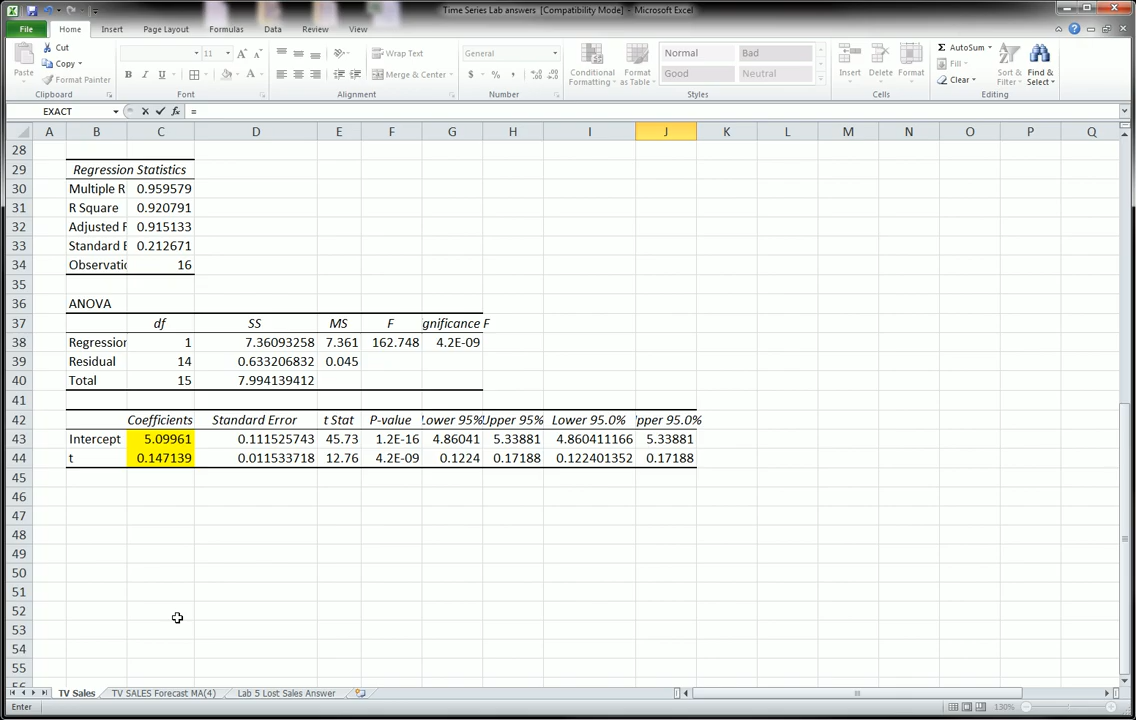 Time Series Lab answers [Compatibility Mode] - Microsoft Excel
File Home Insert Page Layout Formulas Data Review View
Paste Cut Copy Format Painter Clipboard
11 B I U A Font
Wrap Text Merge & Center Alignment
General $ % , Number
Conditional Formatting Format as Table Normal Bad Good Neutral Styles
Insert Delete Format Cells
Σ AutoSum Fill Clear Sort & Filter Find & Select Editing
EXACT fx =
A B C D E F G H I J K L M N O P Q
28
29 Regression Statistics
30 Multiple R 0.959579
31 R Square 0.920791
32 Adjusted F 0.915133
33 Standard E 0.212671
34 Observatio 16
35
36 ANOVA
37 df SS MS F gnificance F
38 Regression 1 7.36093258 7.361 162.748 4.2E-09
39 Residual 14 0.633206832 0.045
40 Total 15 7.994139412
41
42 Coefficients Standard Error t Stat P-value Lower 95% Upper 95% Lower 95.0% pper 95.0%
43 Intercept 5.09961 0.111525743 45.73 1.2E-16 4.86041 5.33881 4.860411166 5.33881
44 t 0.147139 0.011533718 12.76 4.2E-09 0.1224 0.17188 0.122401352 0.17188
45
46
47
48
49
50
51
52
53
54
55
56
TV Sales TV SALES Forecast MA(4) Lab 5 Lost Sales Answer
Enter 130%